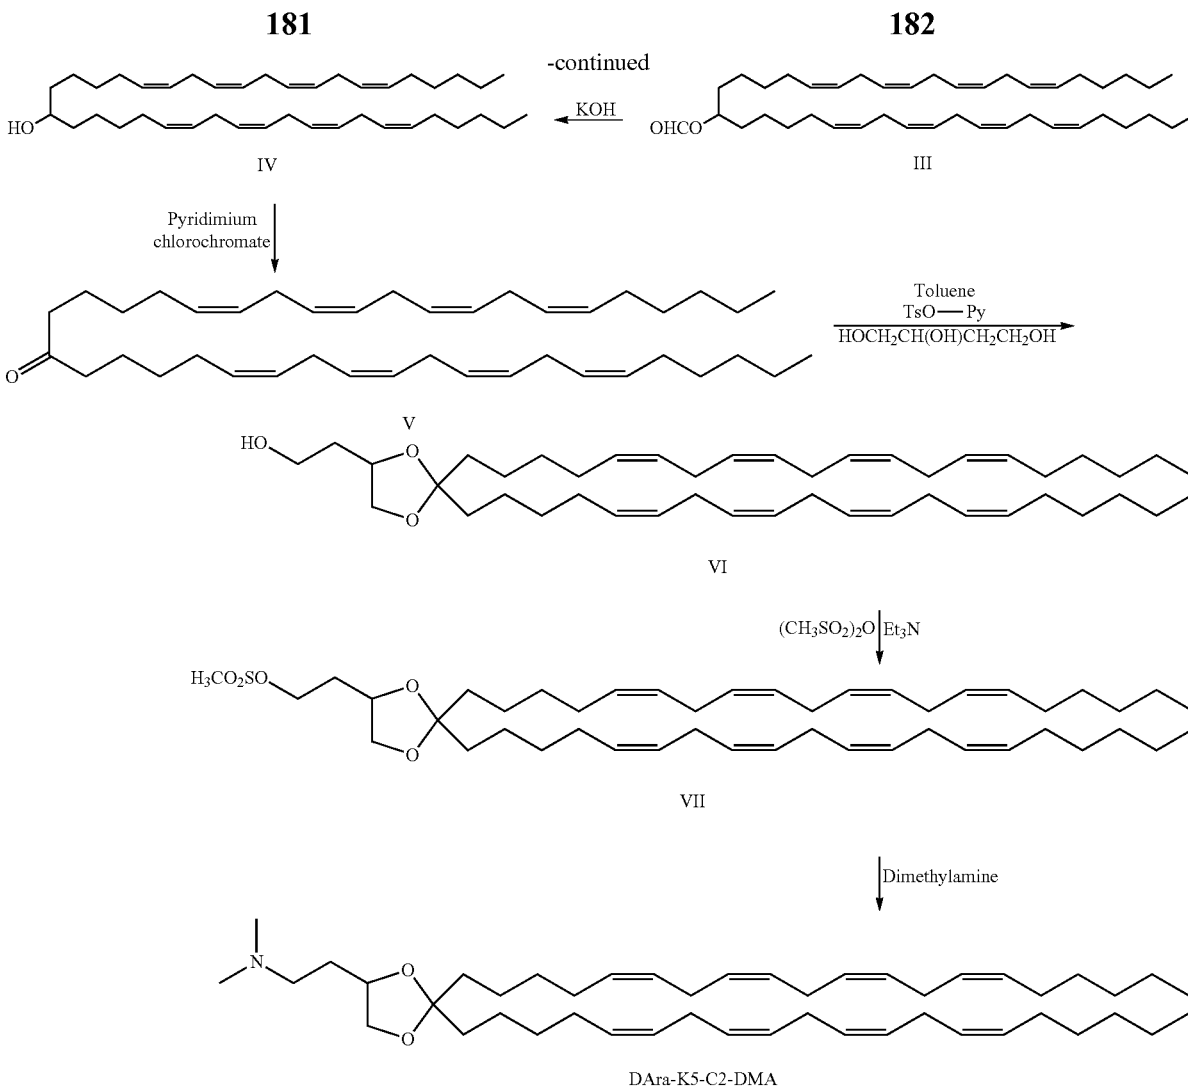 181
182
-continued
KOH
HO
OHCO
IV
III
Pyridimium
chlorochromate
O
Toluene
TsO—Py
HOCH2CH(OH)CH2CH2OH
V
HO
O
O
VI
(CH3SO2)2O
Et3N
H3CO2SO
O
O
VII
Dimethylamine
N
O
O
DAra-K5-C2-DMA